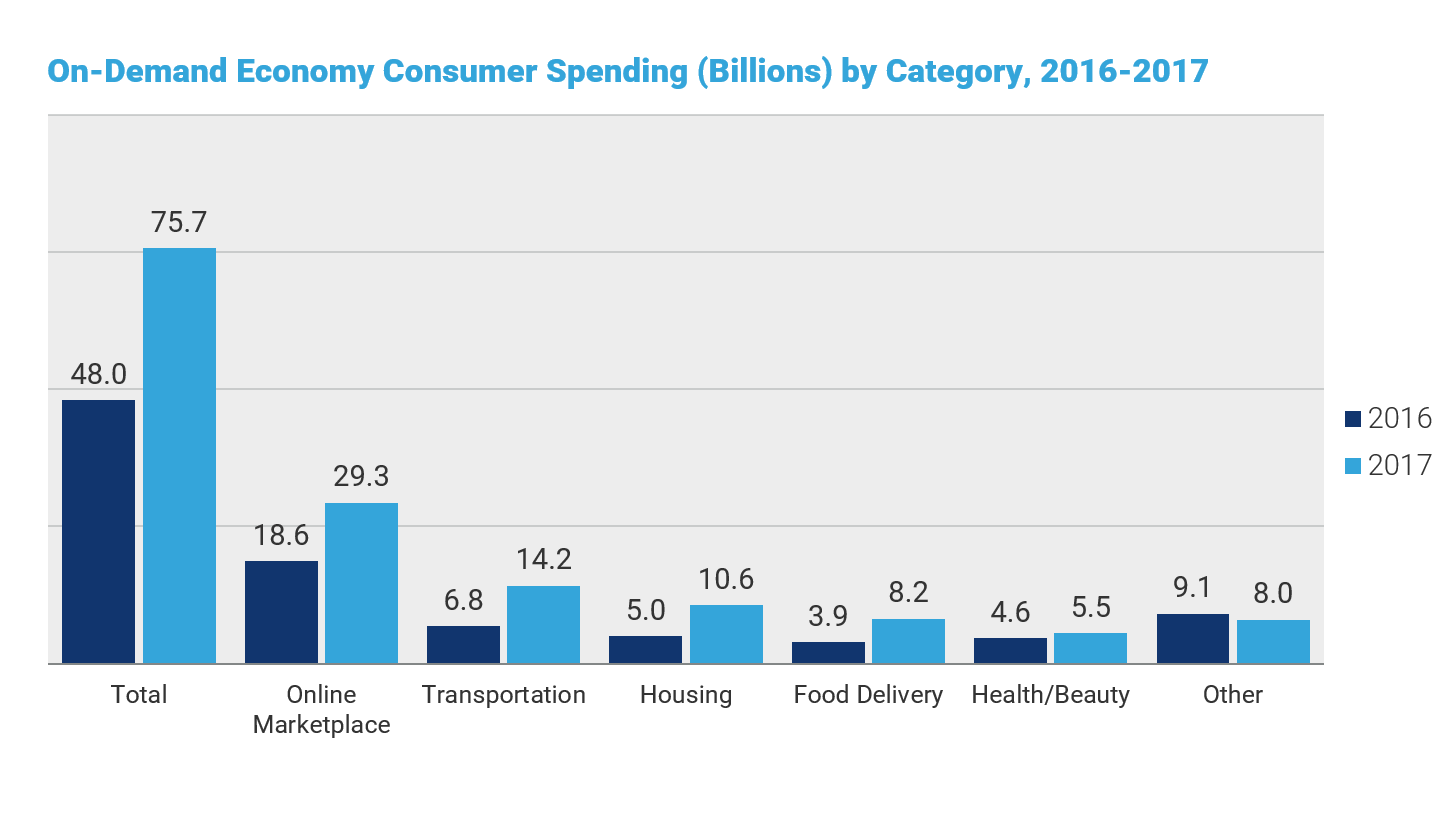 On-Demand Economy Consumer Spending (Billions) by Category, 2016-2017
75.7
48.0
29.3
18.6
14.2
6.8
10.6
5.0
8.2
3.9
5.5
4.6
9.1
8.0
2016
2017
Total
Online
Marketplace
Transportation
Housing
Food Delivery
Health/Beauty
Other